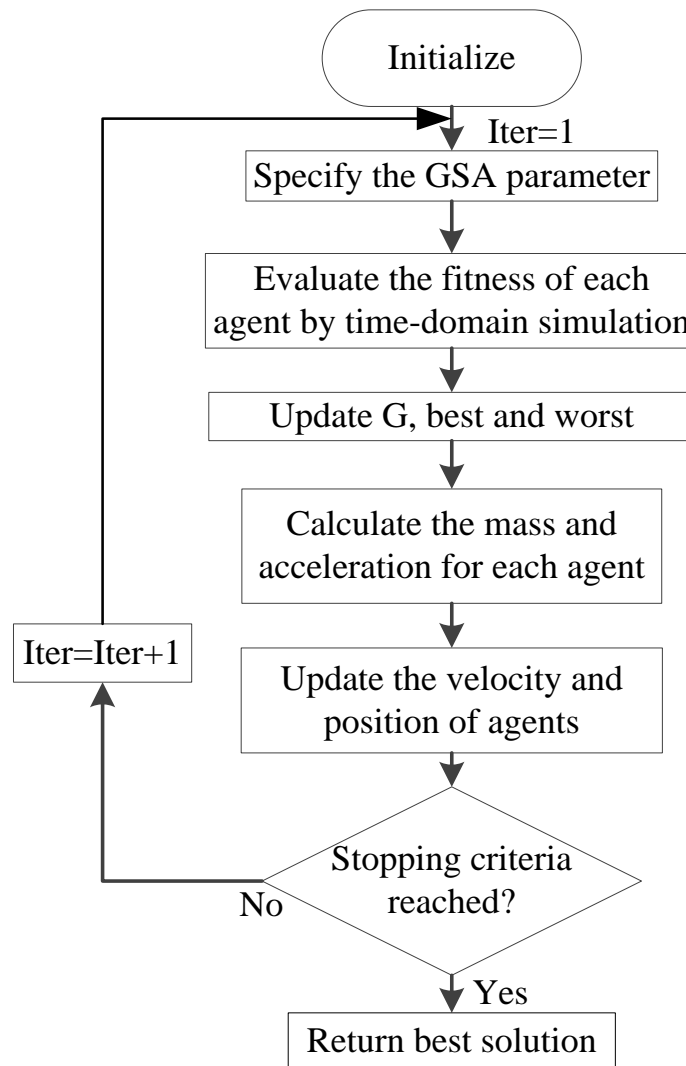 Initialize
Iter=1
Specify the GSA parameter
Evaluate the fitness of each
agent by time-domain simulation
Update G, best and worst
Calculate the mass and
acceleration for each agent
Iter=Iter+1
Update the velocity and
position of agents
Stopping criteria
reached?
No
Yes
Return best solution